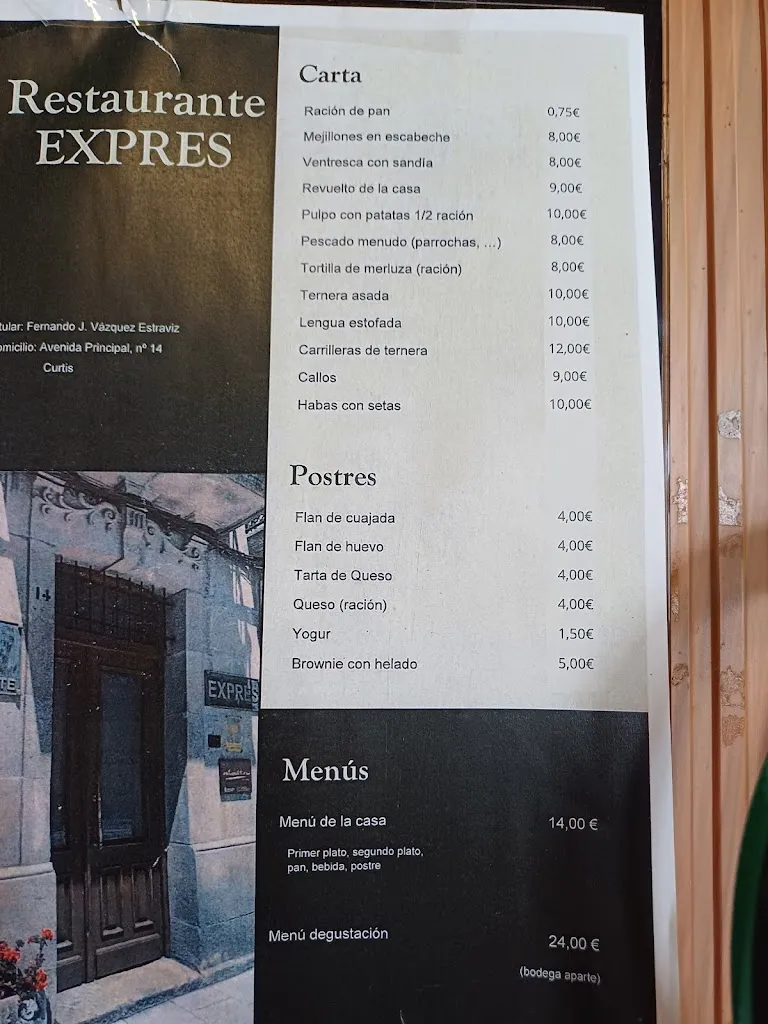 Restaurante
EXPRES
Fernando J. Vázquez Estraviz
Avenida Principal, nº 14
Curtis
14
EXPRES
Carta
Ración de pan 0,75€
Mejillones en escabeche 8,00€
Ventresca con sandía 8,00€
Revuelto de la casa 9,00€
Pulpo con patatas 1/2 ración 10,00€
Pescado menudo (parrochas, ...) 8,00€
Tortilla de merluza (ración) 8,00€
Ternera asada 10,00€
Lengua estofada 10,00€
Carrilleras de ternera 12,00€
Callos 9,00€
Habas con setas 10,00€
Postres
Flan de cuajada 4,00€
Flan de huevo 4,00€
Tarta de Queso 4,00€
Queso (ración) 4,00€
Yogur 1,50€
Brownie con helado 5,00€
Menús
Menú de la casa 14,00 €
Primer plato, segundo plato,
pan, bebida, postre
Menú degustación 24,00 €
(bodega aparte)